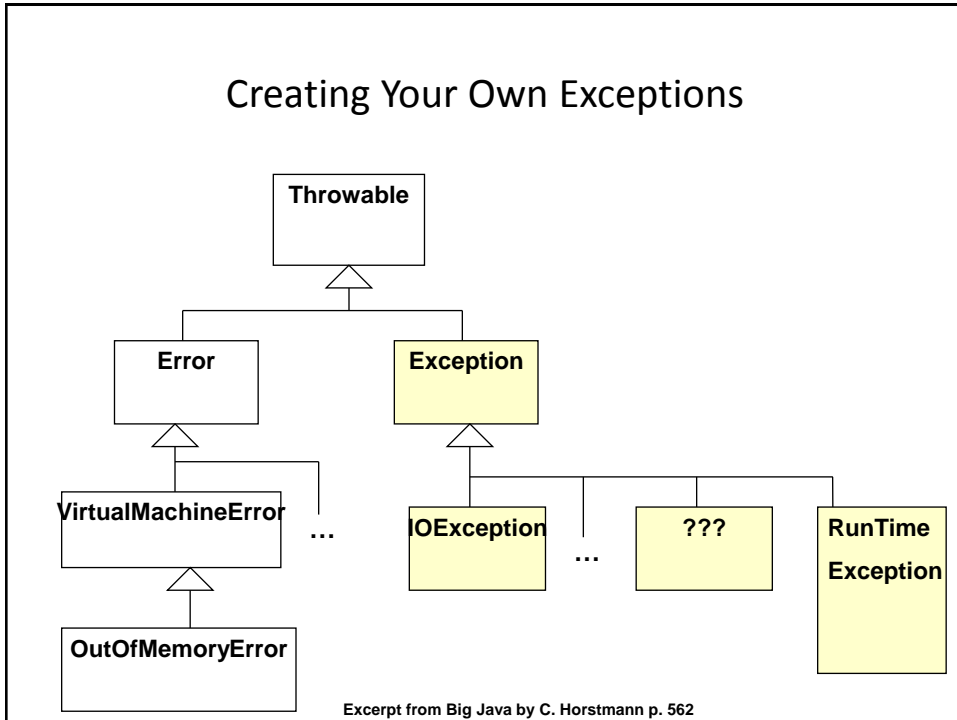 Creating Your Own Exceptions
Throwable
Error
Exception
VirtualMachineError
...
IOException
...
???
RunTime
Exception
OutOfMemoryError
Excerpt from Big Java by C. Horstmann p. 562